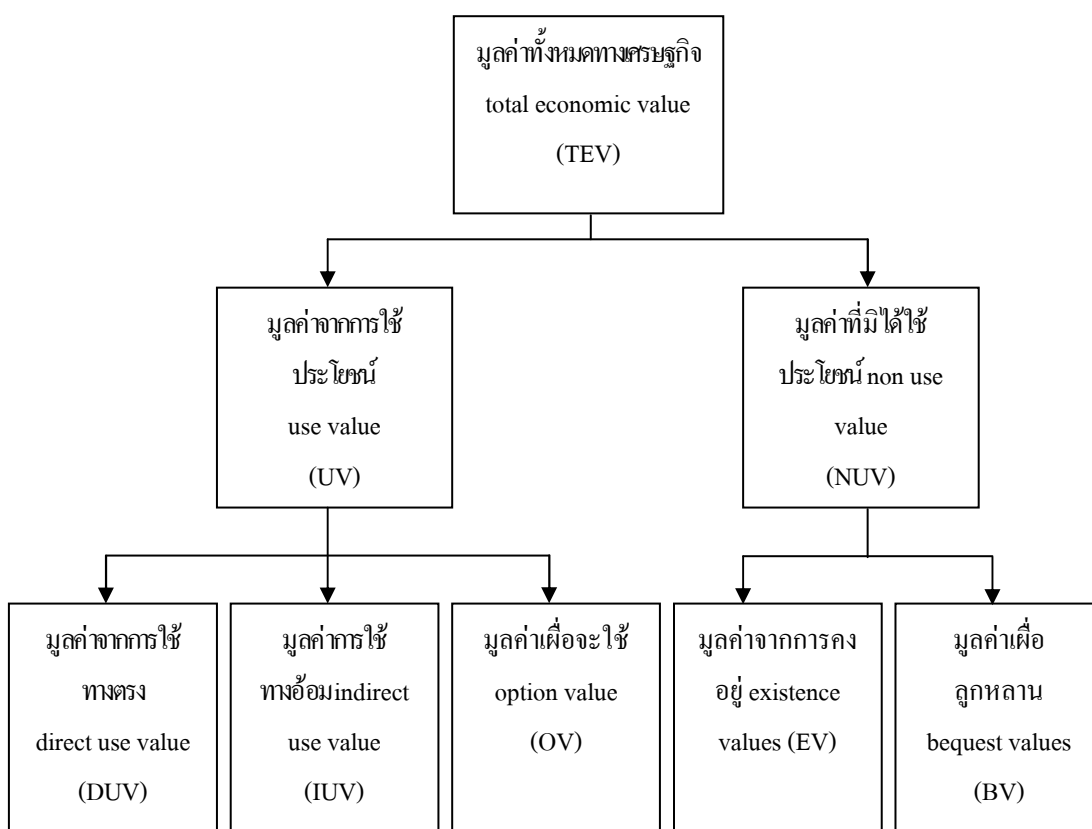 มูลค่าทั้งหมดทางเศรษฐกิจ
total economic value
(TEV)
มูลค่าจากการใช้
ประโยชน์
use value
(UV)
มูลค่าที่มิได้ใช้
ประโยชน์ non use
value
(NUV)
มูลค่าจากการใช้
ทางตรง
direct use value
(DUV)
มูลค่าการใช้
ทางอ้อม indirect
use value
(IUV)
มูลค่าเผื่อจะใช้
option value
(OV)
มูลค่าจากการคง
อยู่ existence
values (EV)
มูลค่าเผื่อ
ลูกหลาน
bequest values
(BV)